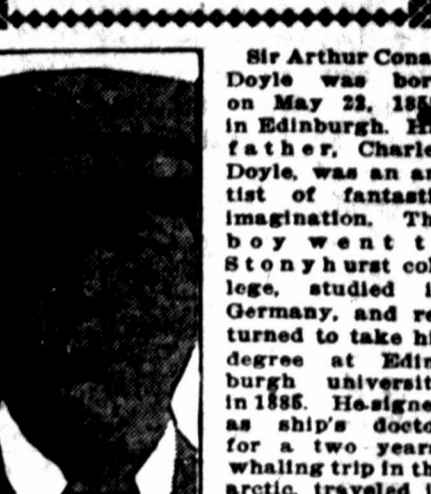 Sir Arthur Cona
Doyle was bor
on May 22, 185
in Edinburgh. Hi
father, Charle
Doyle, was an ar
tist of fantasti
imagination. Th
boy went t
Stonyhurst col
lege, studied i
Germany, and re
turned to take hi
degree at Edin
burgh universit
in 1885. He signe
as ship's docto
for a two years
whaling trip in th
arctic, traveled i